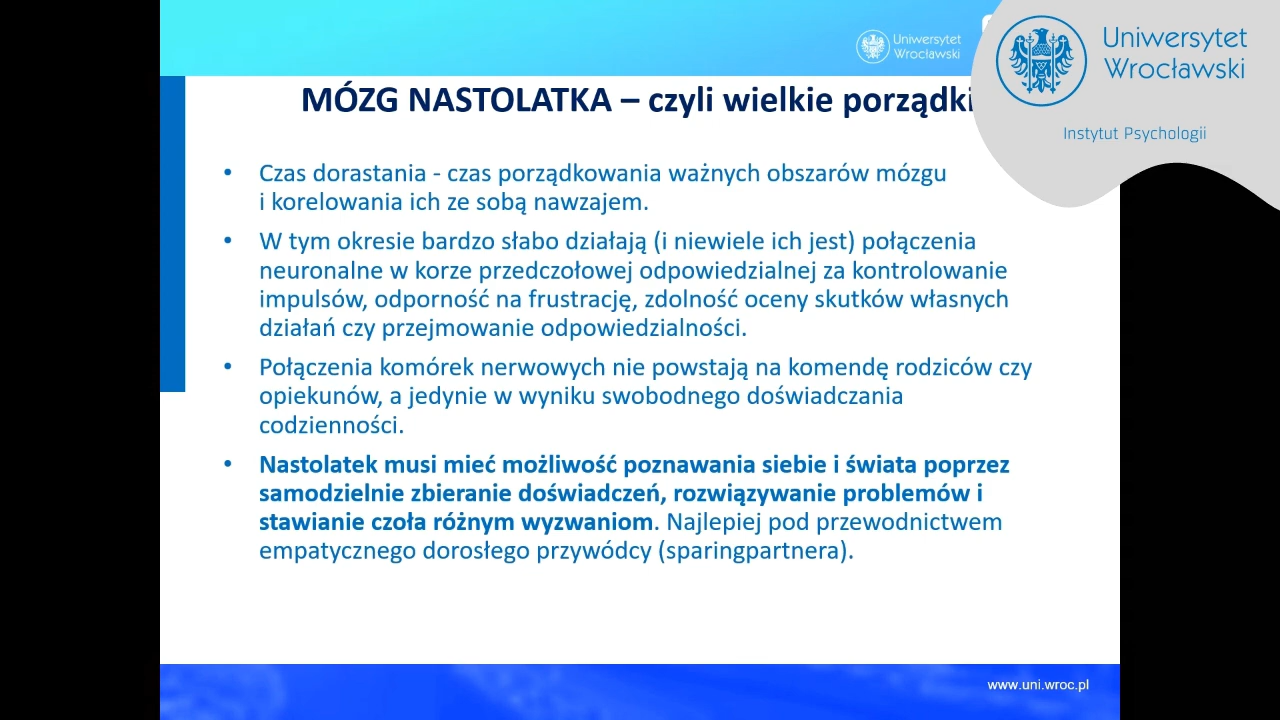 Uniwersytet
Wrocławski
Uniwersytet
Wrocławski
Instytut Psychologii
MÓZG NASTOLATKA – czyli wielkie porządki
• Czas dorastania - czas porządkowania ważnych obszarów mózgu
i korelowania ich ze sobą nawzajem.
• W tym okresie bardzo słabo działają (i niewiele ich jest) połączenia
neuronalne w korze przedczołowej odpowiedzialnej za kontrolowanie
impulsów, odporność na frustrację, zdolność oceny skutków własnych
działań czy przejmowanie odpowiedzialności.
• Połączenia komórek nerwowych nie powstają na komendę rodziców czy
opiekunów, a jedynie w wyniku swobodnego doświadczania
codzienności.
• Nastolatek musi mieć możliwość poznawania siebie i świata poprzez
samodzielnie zbieranie doświadczeń, rozwiązywanie problemów i
stawianie czoła różnym wyzwaniom. Najlepiej pod przewodnictwem
empatycznego dorosłego przywódcy (sparingpartnera).
www.uni.wroc.pl